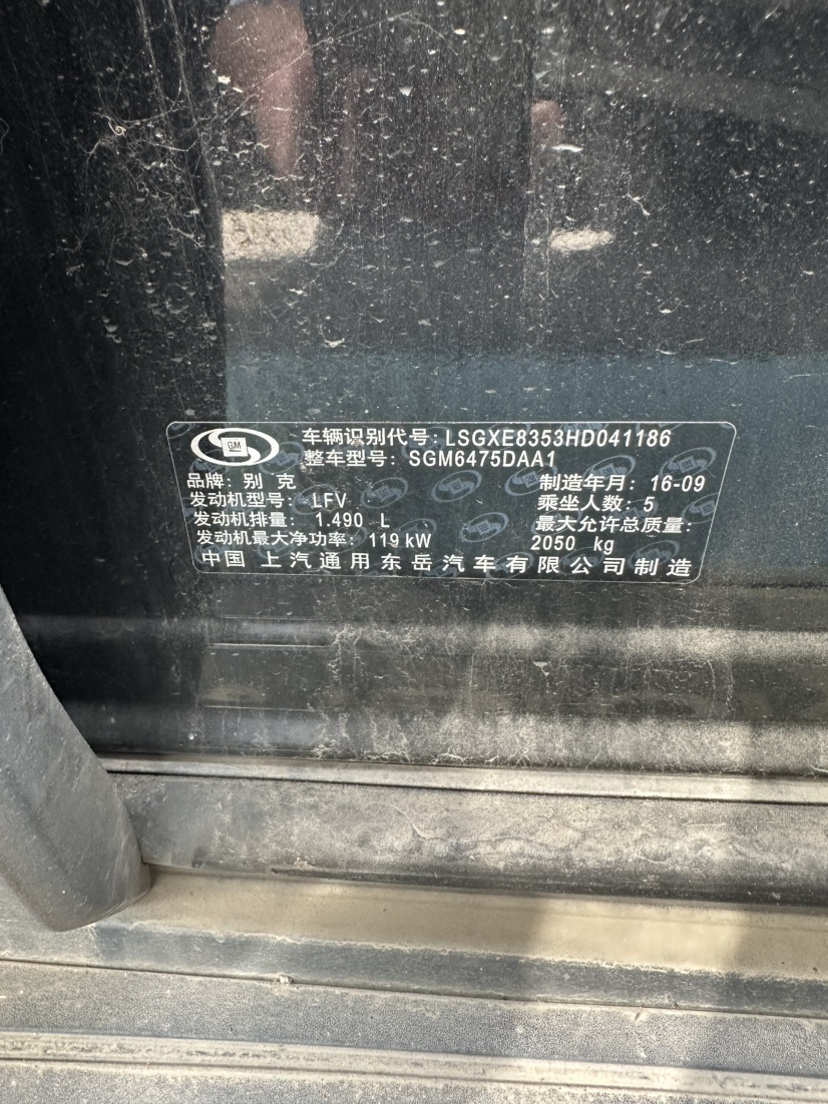 GM
车辆识别代号: LSGXE8353HD041186
整车型号: SGM6475DAA1
品牌: 别克 制造年月: 16-09
发动机型号: LFV 乘坐人数: 5
发动机排量: 1.490 L 最大允许总质量:
发动机最大净功率: 119 kW 2050 kg
中国 上汽通用东岳汽车有限公司制造